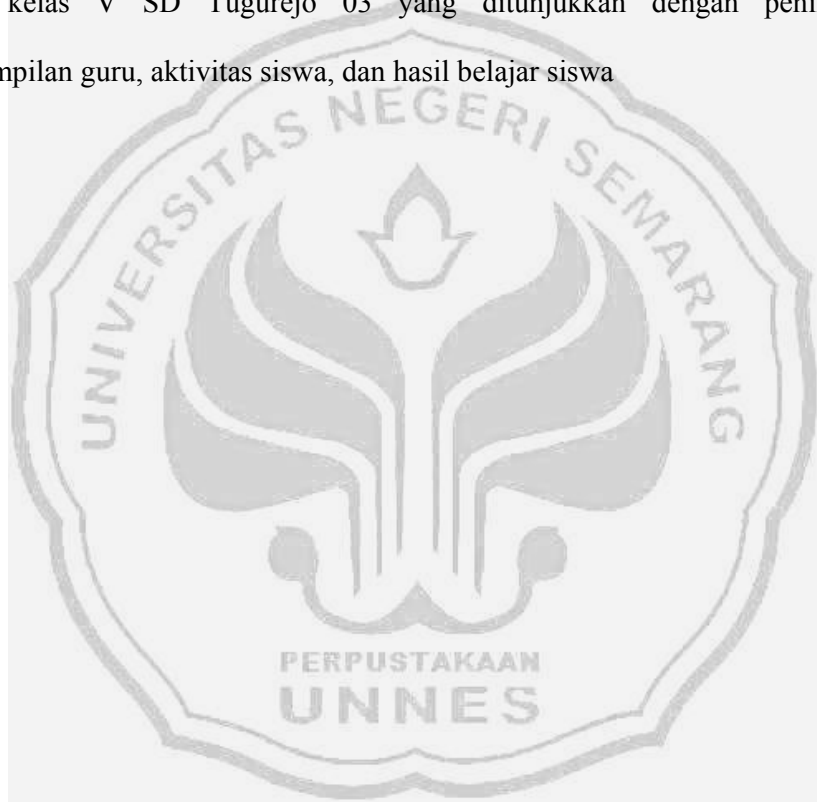 kelas V SD Tugurejo 03 yang ditunjukkan dengan peni
mpilan guru, aktivitas siswa, dan hasil belajar siswa
UNIVERSITAS NEGERI SEMARANG
PERPUSTAKAAN
UNNES